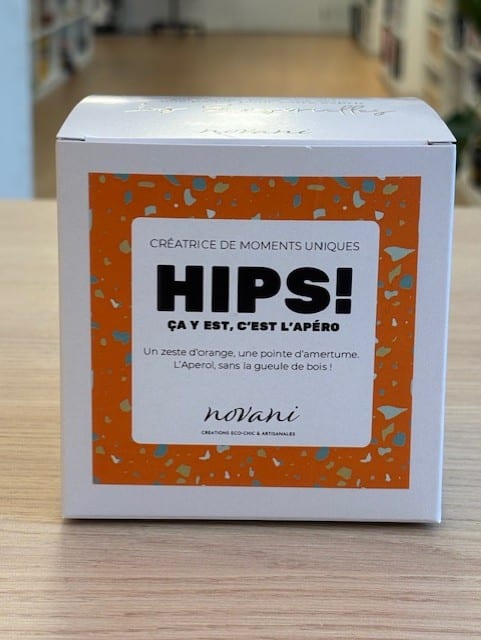 novani
CRÉATRICE DE MOMENTS UNIQUES
HIPS!
ÇA Y EST, C'EST L'APÉRO
Un zeste d'orange, une pointe d'amertume.
L'Aperol, sans la gueule de bois !
novani
CRÉATIONS ECO-CHIC & ARTISANALES